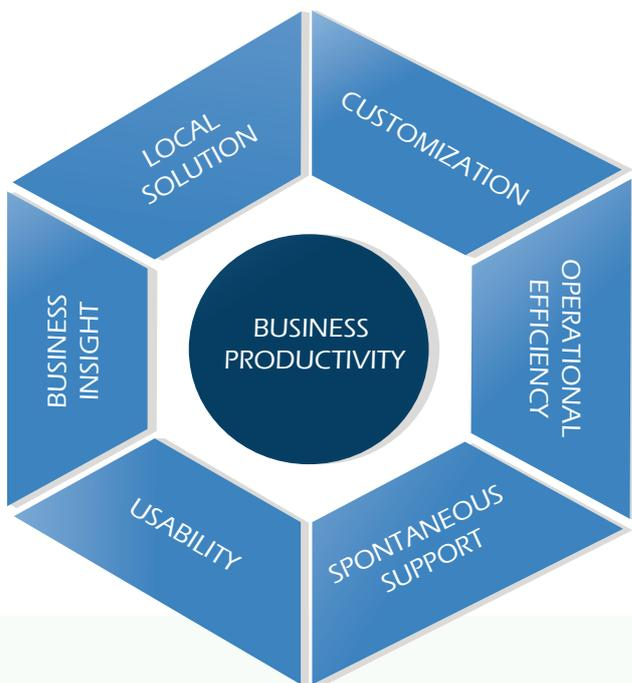 LOCAL
SOLUTION
CUSTOMIZATION
OPERATIONAL
EFFICIENCY
SPONTANEOUS
SUPPORT
USABILITY
BUSINESS
INSIGHT
BUSINESS
PRODUCTIVITY